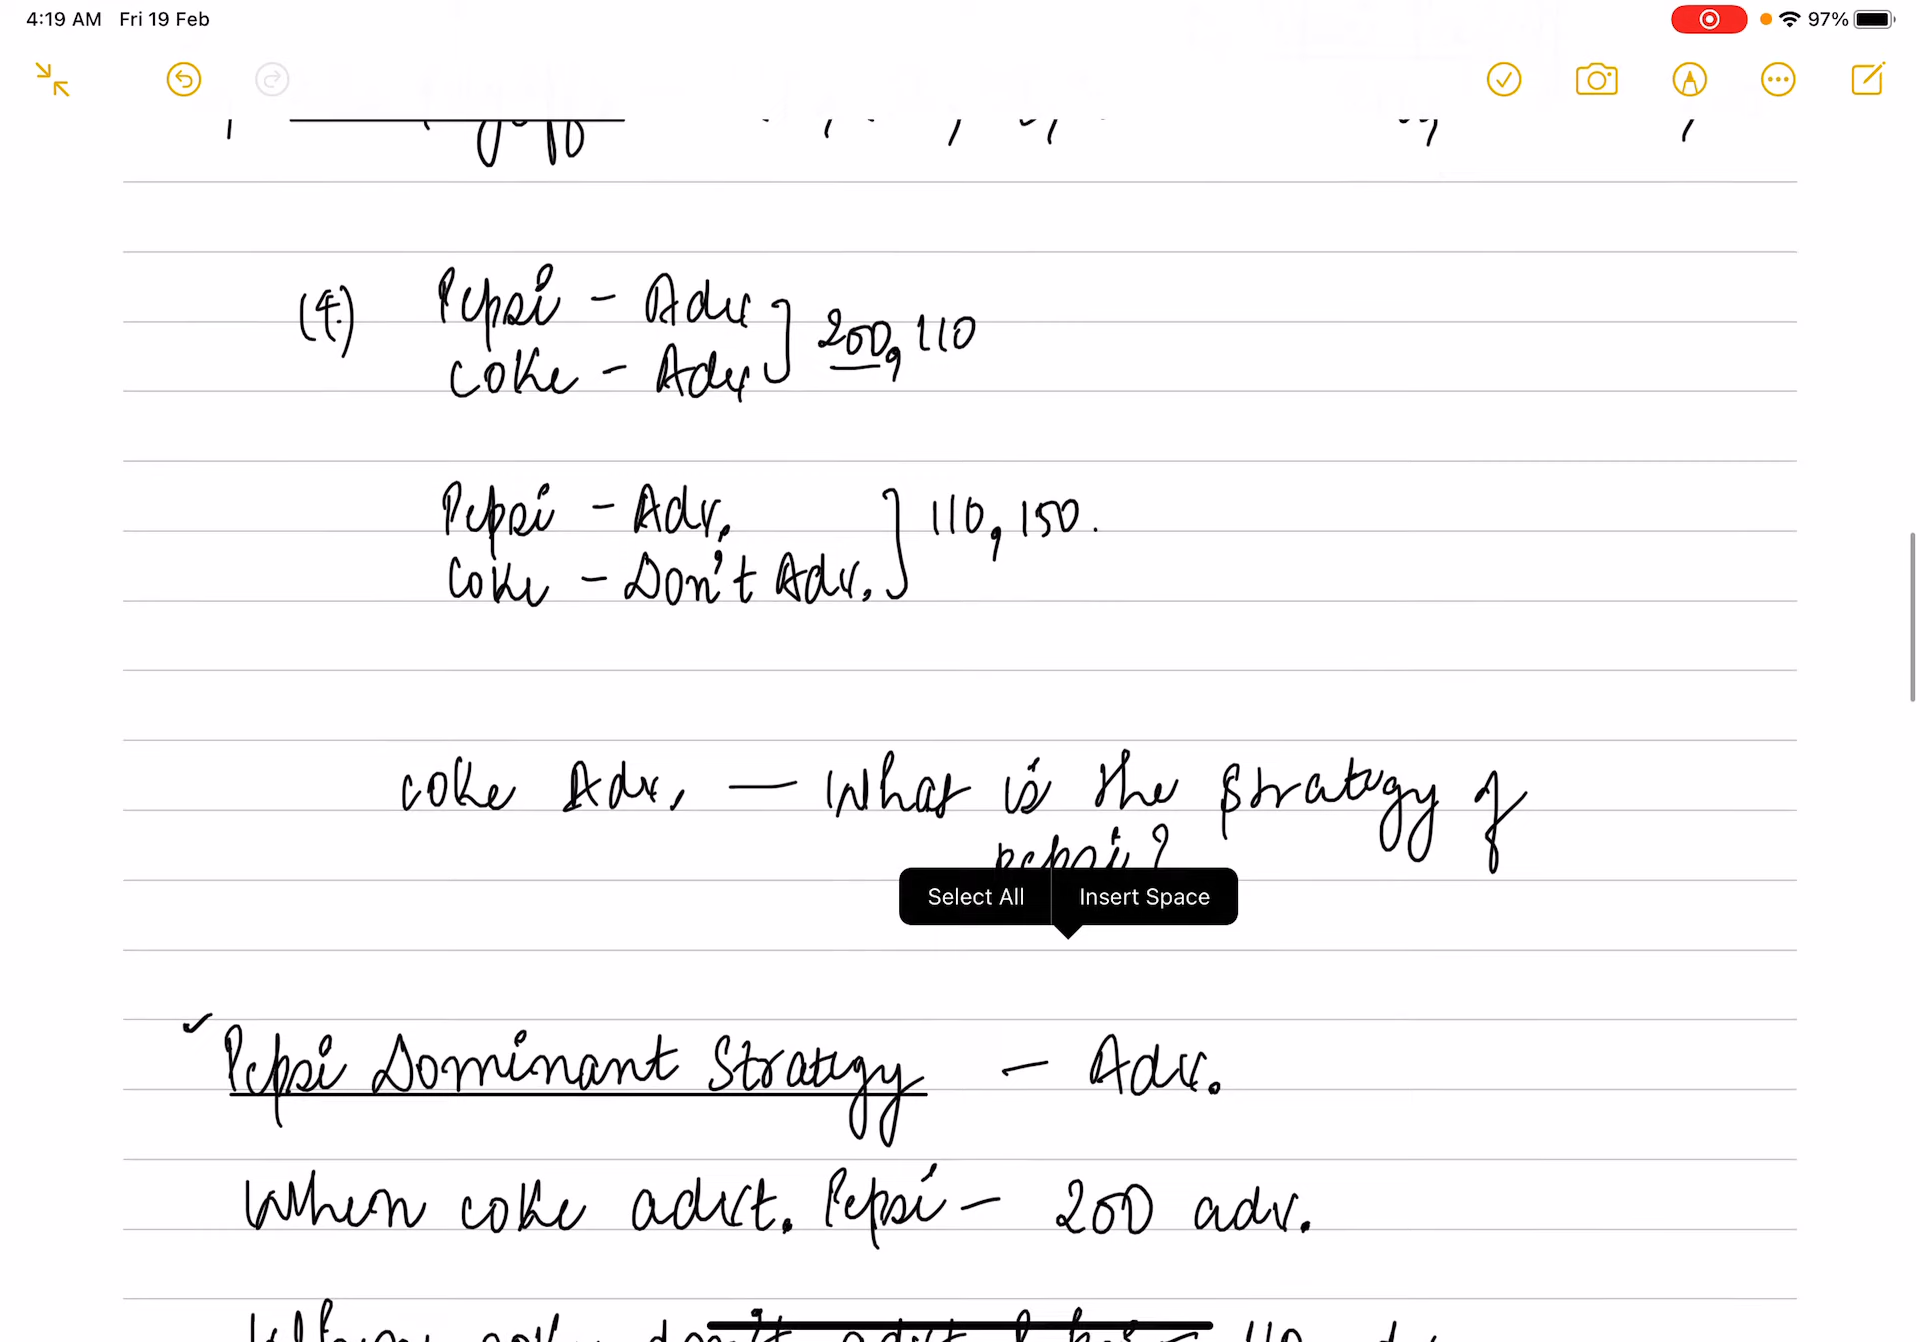 4:19 AM Fri 19 Feb
97%
(4.) Pepsi - Adv
Coke - Adv
200, 110
Pepsi - Adv.
Coke - Don't Adv.
110, 150.
Coke Adv. — What is the strategy of
pepsi?
Select All Insert Space
✓ Pepsi Dominant Strategy - Adv.
When coke advt. Pepsi - 200 adv.